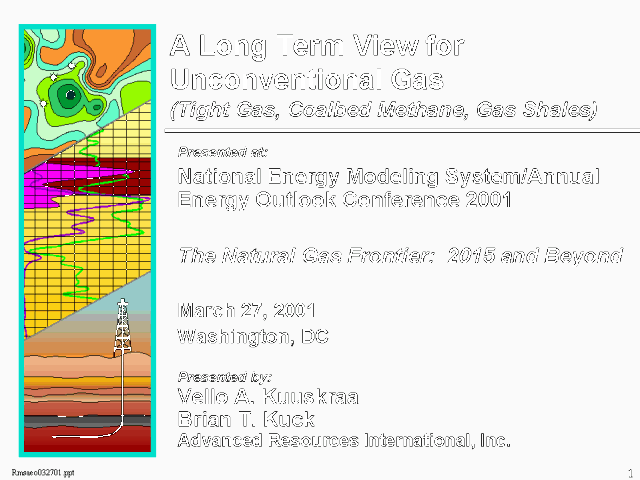 A Long Term View for
Unconventional Gas
(Tight Gas, Coalbed Methane, Gas Shales)
Presented at:
National Energy Modeling System/Annual
Energy Outlook Conference 2001
The Natural Gas Frontier: 2015 and Beyond
March 27, 2001
Washington, DC
Presented by:
Vello A. Kuuskraa
Brian T. Kuck
Advanced Resources International, Inc.
Rmsaeo032701.ppt
1